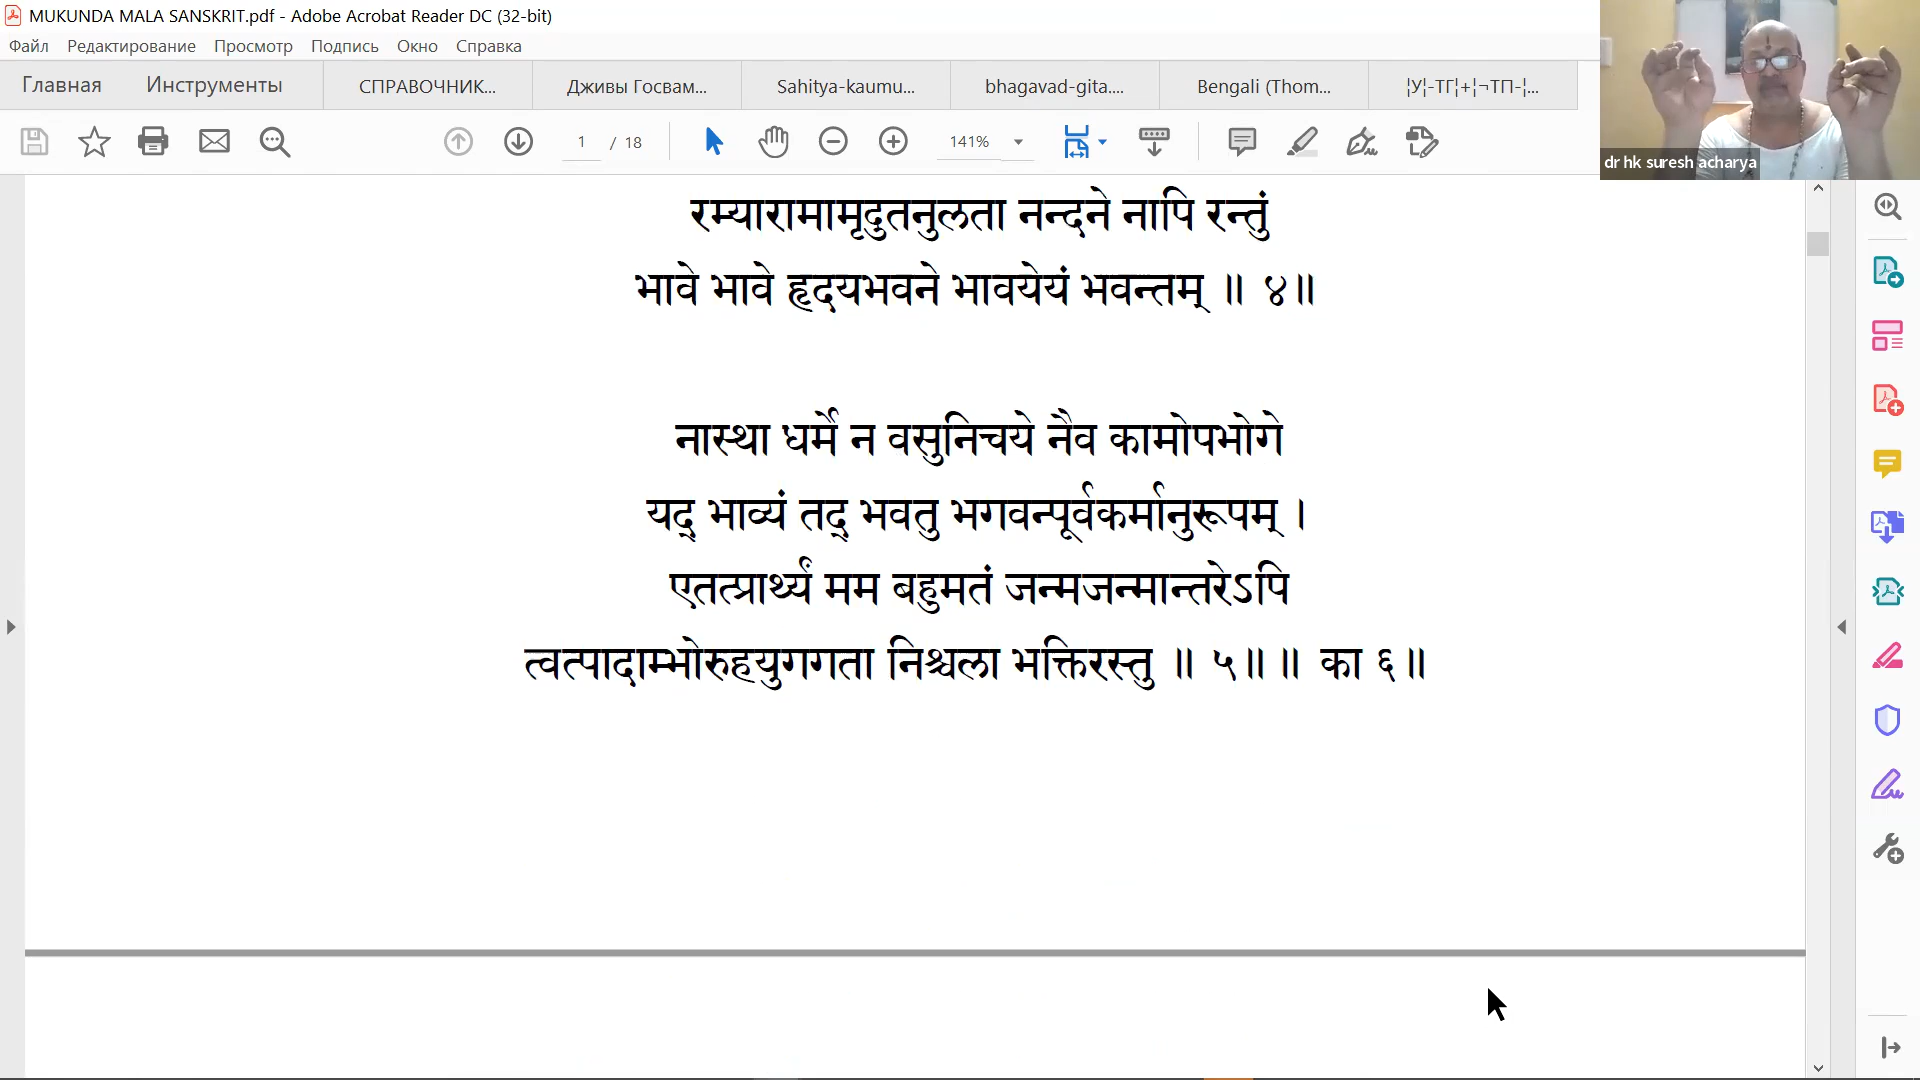 MUKUNDA MALA SANSKRIT.pdf - Adobe Acrobat Reader DC (32-bit)
Файл Редактирование Просмотр Подпись Окно Справка
Главная Инструменты СПРАВОЧНИК... Дживы Госвам... Sahitya-kaumu... bhagavad-gita.... Bengali (Thom... ¦У¦-ТГ¦+¦¬ТП-¦...
1 / 18 141%
dr hk suresh acharya
रम्यारामामृदुतनुलता नन्दने नापि रन्तुं
भावे भावे हृदयभवने भावयेयं भवन्तम् ॥ ४॥
नास्था धर्मे न वसुनिचये नैव कामोपभोगे
यद् भाव्यं तद् भवतु भगवन्पूर्वकर्मानुरूपम् ।
एतत्प्रार्थ्यं मम बहुमतं जन्मजन्मान्तरेऽपि
त्वत्पादाम्भोरुहयुगगता निश्चला भक्तिरस्तु ॥ ५॥ ॥ का ६॥